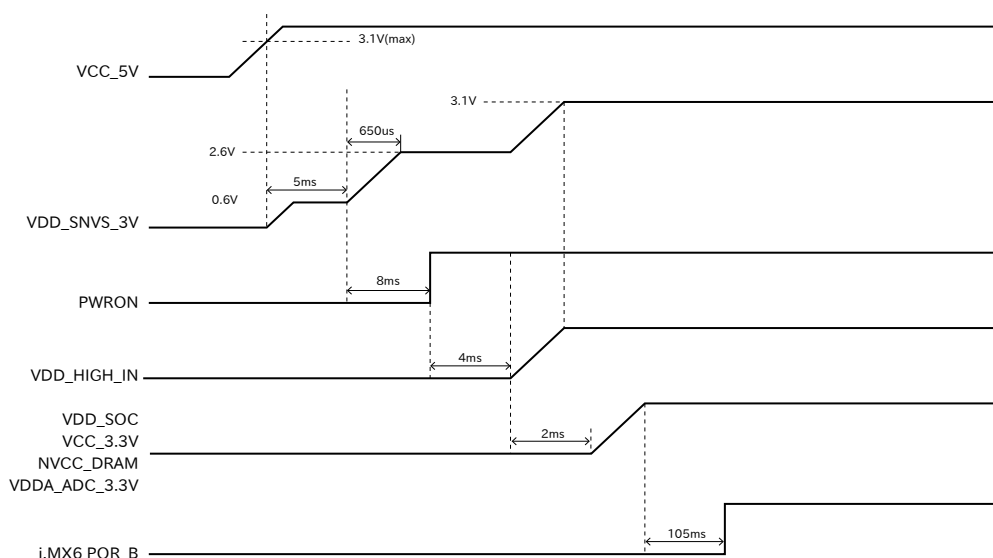 3.1V(max)
VCC_5V
3.1V
650us
2.6V
5ms
0.6V
VDD_SNVS_3V
8ms
PWRON
4ms
VDD_HIGH_IN
VDD_SOC
2ms
VCC_3.3V
NVCC_DRAM
VDDA_ADC_3.3V
105ms
i.MX6 POR_B